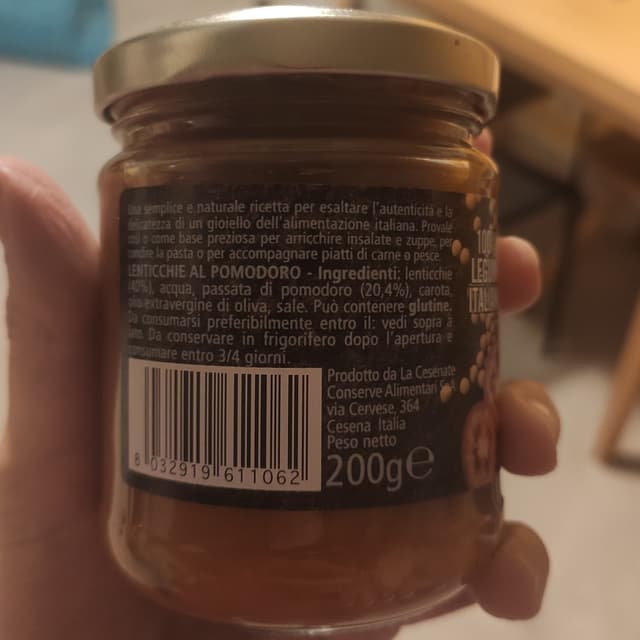 Una semplice e naturale ricetta per esaltare l'autenticità e la
delicatezza di un gioiello dell'alimentazione italiana. Provale
così o come base preziosa per arricchire insalate e zuppe, per
condire la pasta o per accompagnare piatti di carne o pesce.
LENTICCHIE AL POMODORO - Ingredienti: lenticchie
(40%), acqua, passata di pomodoro (20,4%), carota,
olio extravergine di oliva, sale. Può contenere glutine.
Da consumarsi preferibilmente entro il: vedi sopra a
lato. Da conservare in frigorifero dopo l'apertura e
consumare entro 3/4 giorni.
8 032919 611062
Prodotto da La Cesenate
Conserve Alimentari SpA
via Cervese, 364
Cesena Italia
Peso netto
200g e
100%